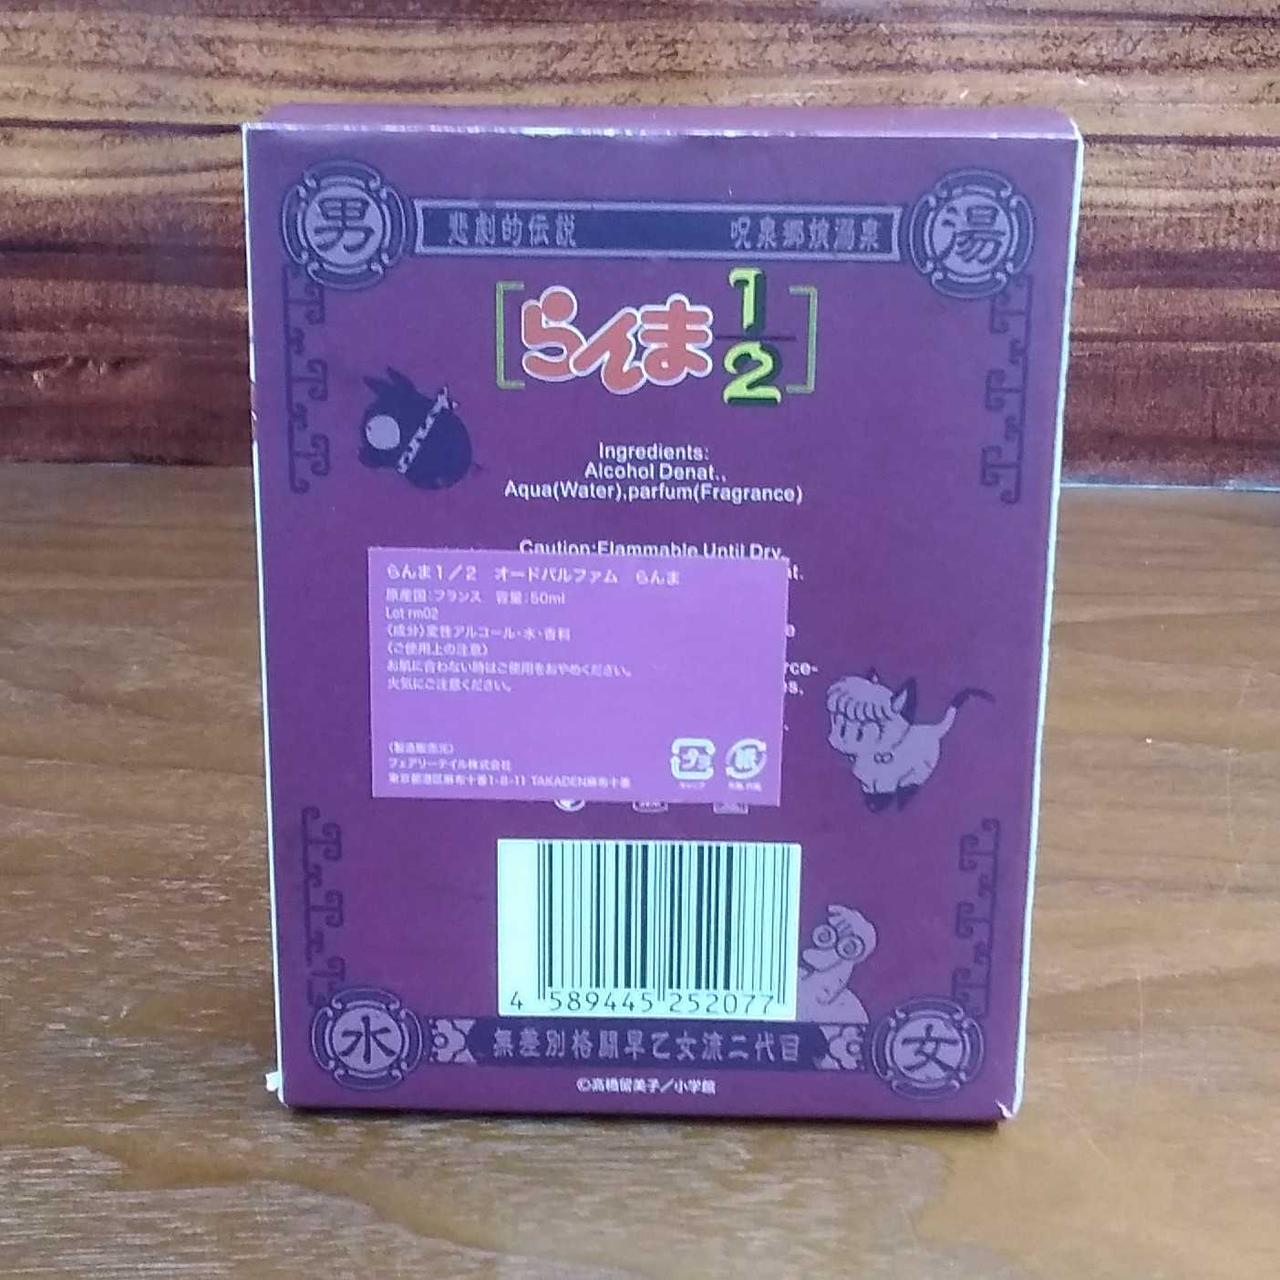 男
悲劇的伝説 呪泉郷娘溺泉
湯
らんま1/2
Ingredients:
Alcohol Denat.,
Aqua(Water),parfum(Fragrance)
Caution:Flammable Until Dry.
らんま1/2 オードパルファム らんま
原産国:フランス 容量:50ml
Lot rm02
〈成分〉変性アルコール・水・香料
〈ご使用上の注意〉
お肌に合わない時はご使用をおやめください。
火気にご注意ください。
〈製造販売元〉
フェアリーテイル株式会社
東京都港区麻布十番1-8-11 TAKADEN麻布十番
プラ 紙
4 589445 252077
水
無差別格闘早乙女流二代目
女
©高橋留美子/小学館